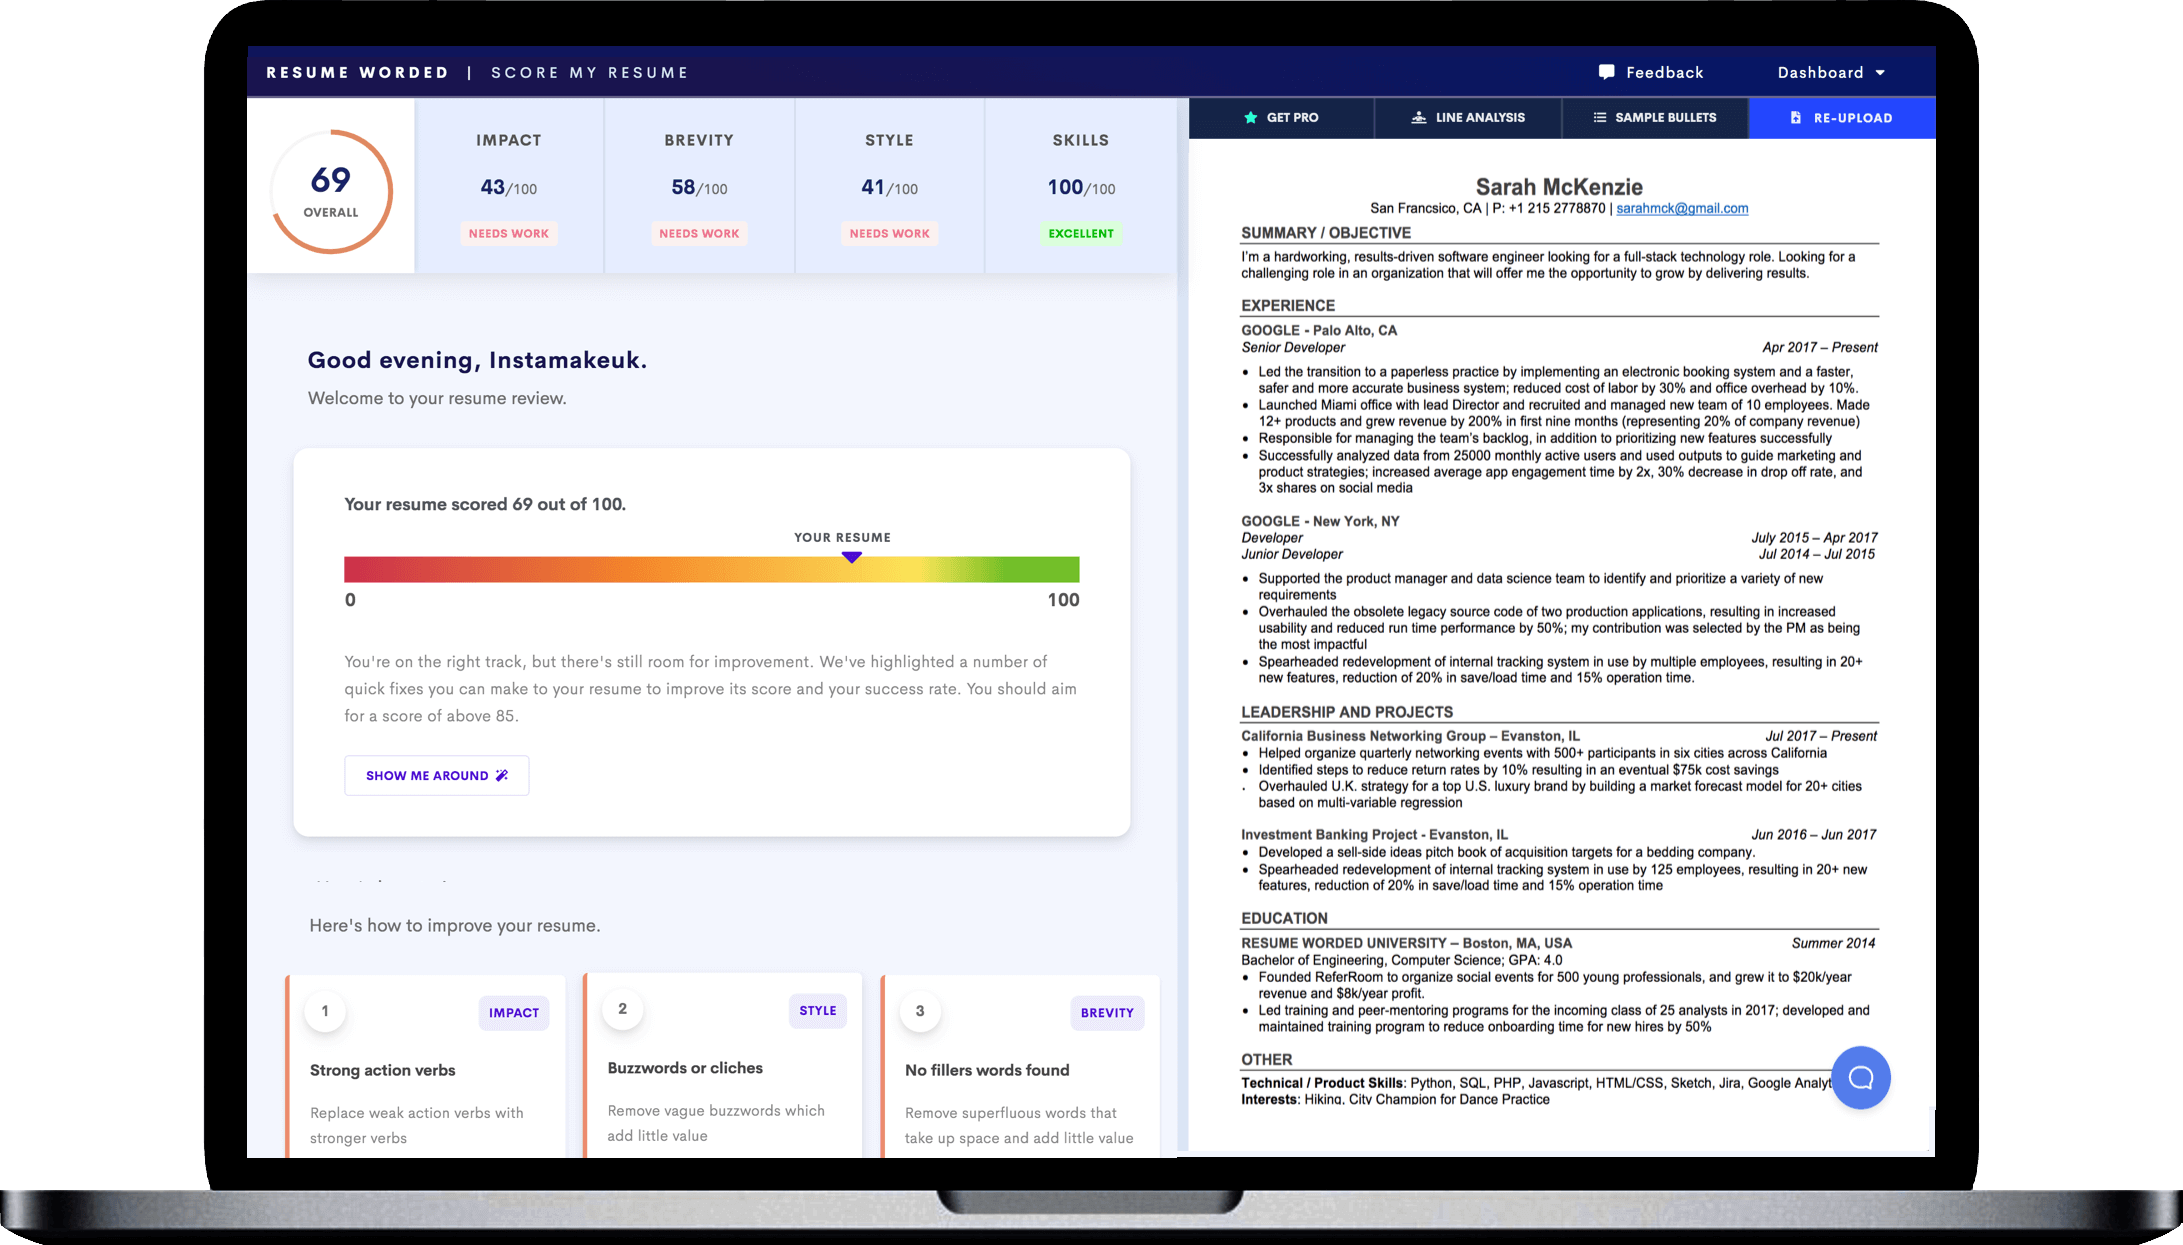 RESUME WORDED | SCORE MY RESUME
Feedback
Dashboard
69
OVERALL
IMPACT
43/100
NEEDS WORK
BREVITY
58/100
NEEDS WORK
STYLE
41/100
NEEDS WORK
SKILLS
100/100
EXCELLENT
Good evening, Instamakeuk.
Welcome to your resume review.
Your resume scored 69 out of 100.
YOUR RESUME
0
100
You're on the right track, but there's still room for improvement. We've highlighted a number of
quick fixes you can make to your resume to improve its score and your success rate. You should aim
for a score of above 85.
SHOW ME AROUND
Here's how to improve your resume.
1
IMPACT
Strong action verbs
Replace weak action verbs with
stronger verbs
2
STYLE
Buzzwords or cliches
Remove vague buzzwords which
add little value
3
BREVITY
No fillers words found
Remove superfluous words that
take up space and add little value
GET PRO
LINE ANALYSIS
SAMPLE BULLETS
RE-UPLOAD
Sarah McKenzie
San Francsico, CA | P: +1 215 2778870 | sarahmck@gmail.com
SUMMARY / OBJECTIVE
I'm a hardworking, results-driven software engineer looking for a full-stack technology role. Looking for a
challenging role in an organization that will offer me the opportunity to grow by delivering results.
EXPERIENCE
GOOGLE - Palo Alto, CA
Senior Developer Apr 2017 – Present
• Led the transition to a paperless practice by implementing an electronic booking system and a faster,
safer and more accurate business system; reduced cost of labor by 30% and office overhead by 10%.
• Launched Miami office with lead Director and recruited and managed new team of 10 employees. Made
12+ products and grew revenue by 200% in first nine months (representing 20% of company revenue)
• Responsible for managing the team's backlog, in addition to prioritizing new features successfully
• Successfully analyzed data from 25000 monthly active users and used outputs to guide marketing and
product strategies; increased average app engagement time by 2x, 30% decrease in drop off rate, and
3x shares on social media
GOOGLE - New York, NY
Developer July 2015 – Apr 2017
Junior Developer Jul 2014 – Jul 2015
• Supported the product manager and data science team to identify and prioritize a variety of new
requirements
• Overhauled the obsolete legacy source code of two production applications, resulting in increased
usability and reduced run time performance by 50%; my contribution was selected by the PM as being
the most impactful
• Spearheaded redevelopment of internal tracking system in use by multiple employees, resulting in 20+
new features, reduction of 20% in save/load time and 15% operation time.
LEADERSHIP AND PROJECTS
California Business Networking Group – Evanston, IL Jul 2017 – Present
• Helped organize quarterly networking events with 500+ participants in six cities across California
• Identified steps to reduce return rates by 10% resulting in an eventual $75k cost savings
. Overhauled U.K. strategy for a top U.S. luxury brand by building a market forecast model for 20+ cities
based on multi-variable regression
Investment Banking Project - Evanston, IL Jun 2016 – Jun 2017
• Developed a sell-side ideas pitch book of acquisition targets for a bedding company.
• Spearheaded redevelopment of internal tracking system in use by 125 employees, resulting in 20+ new
features, reduction of 20% in save/load time and 15% operation time
EDUCATION
RESUME WORDED UNIVERSITY – Boston, MA, USA Summer 2014
Bachelor of Engineering, Computer Science; GPA: 4.0
• Founded ReferRoom to organize social events for 500 young professionals, and grew it to $20k/year
revenue and $8k/year profit.
• Led training and peer-mentoring programs for the incoming class of 25 analysts in 2017; developed and
maintained training program to reduce onboarding time for new hires by 50%
OTHER
Technical / Product Skills: Python, SQL, PHP, Javascript, HTML/CSS, Sketch, Jira, Google Analyt
Interests: Hiking, City Champion for Dance Practice